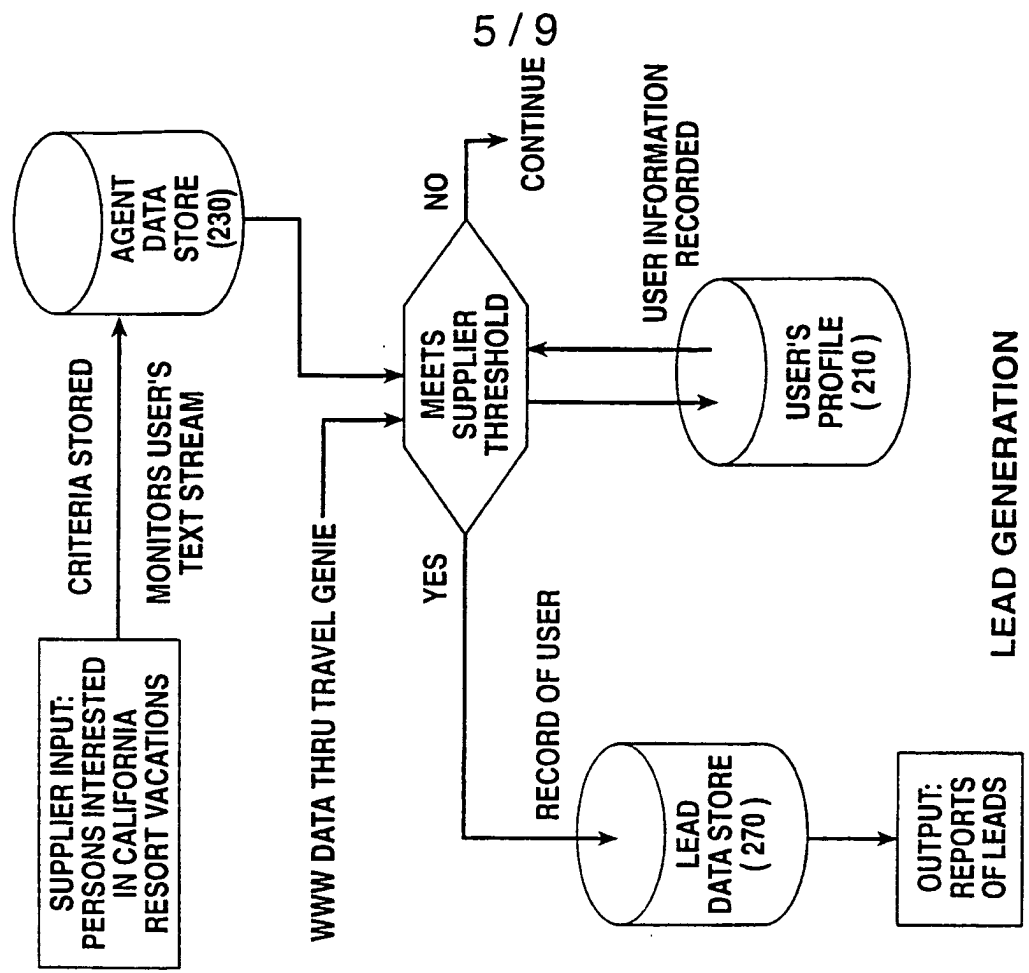 5 / 9
SUPPLIER INPUT:
PERSONS INTERESTED
IN CALIFORNIA
RESORT VACATIONS
CRITERIA STORED
MONITORS USER'S
TEXT STREAM
AGENT
DATA
STORE
(230)
WWW DATA THRU TRAVEL GENIE
MEETS
SUPPLIER
THRESHOLD
YES
NO
CONTINUE
RECORD OF USER
USER INFORMATION
RECORDED
LEAD
DATA STORE
( 270 )
USER'S
PROFILE
( 210 )
OUTPUT:
REPORTS
OF LEADS
LEAD GENERATION